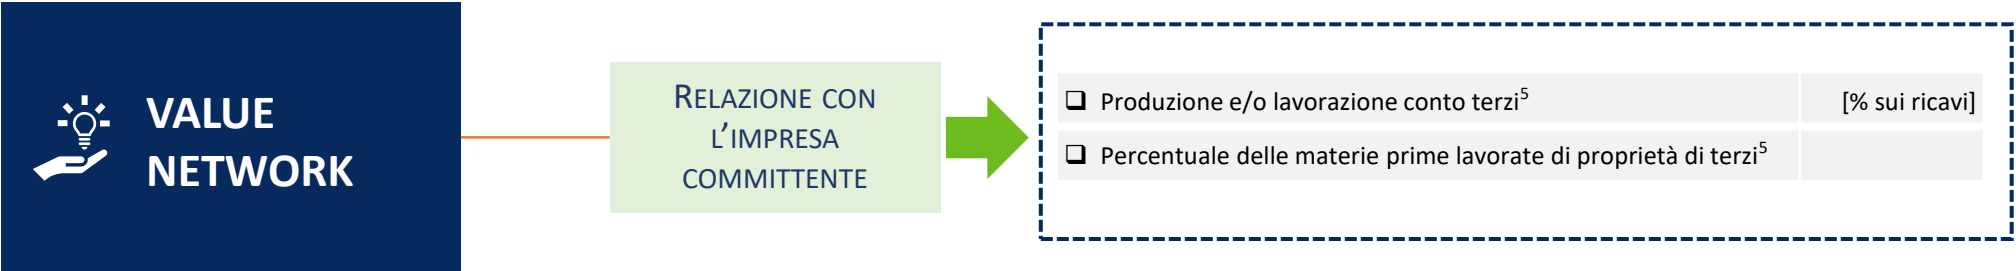 VALUE
NETWORK
RELAZIONE CON
L'IMPRESA
COMMITTENTE
❑ Produzione e/o lavorazione conto terzi⁵ [% sui ricavi]
❑ Percentuale delle materie prime lavorate di proprietà di terzi⁵